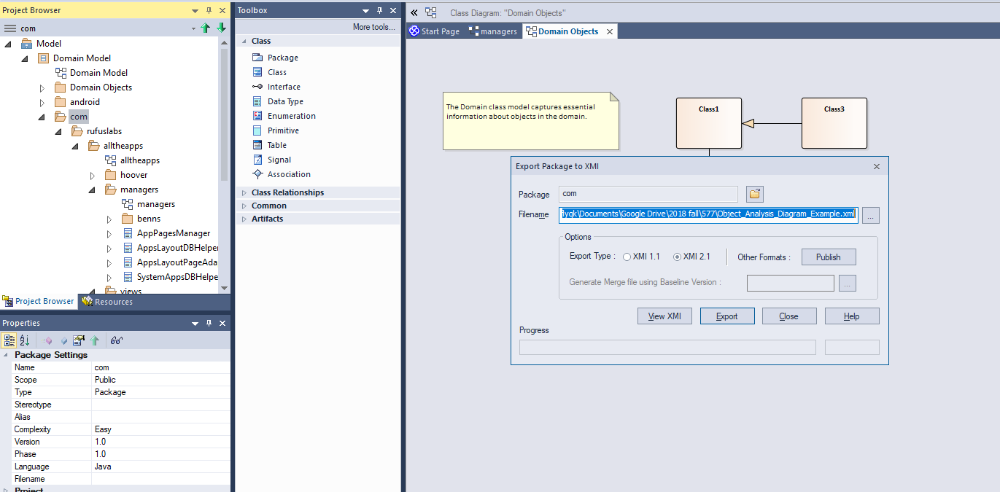 Project Browser
com
Model
Domain Model
Domain Model
Domain Objects
android
com
rufuslabs
alltheapps
alltheapps
hoover
managers
managers
benns
AppPagesManager
AppsLayoutDBHelper
AppsLayoutPageAda
SystemAppsDBHelpe
views
Project Browser
Resources
Properties
Package Settings
Name com
Scope Public
Type Package
Stereotype
Alias
Complexity Easy
Version 1.0
Phase 1.0
Language Java
Filename
Project
Toolbox
More tools...
Class
Package
Class
Interface
Data Type
Enumeration
Primitive
Table
Signal
Association
Class Relationships
Common
Artifacts
Class Diagram: "Domain Objects"
Start Page managers Domain Objects
The Domain class model captures essential
information about objects in the domain.
Class1
Class3
Export Package to XMI
Package com
Filename lyqk\Documents\Google Drive\2018 fall\577\Object_Analysis_Diagram_Example.xml ...
Options
Export Type : XMI 1.1 XMI 2.1 Other Formats : Publish
Generate Merge file using Baseline Version : ...
View XMI Export Close Help
Progress